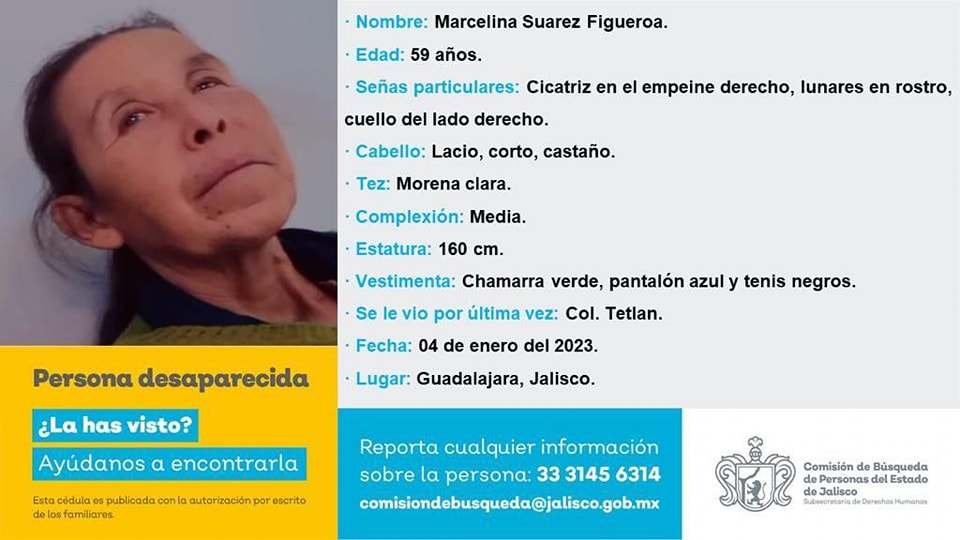 · Nombre: Marcelina Suarez Figueroa.
· Edad: 59 años.
· Señas particulares: Cicatriz en el empeine derecho, lunares en rostro,
cuello del lado derecho.
· Cabello: Lacio, corto, castaño.
· Tez: Morena clara.
· Complexión: Media.
· Estatura: 160 cm.
· Vestimenta: Chamarra verde, pantalón azul y tenis negros.
· Se le vio por última vez: Col. Tetlan.
· Fecha: 04 de enero del 2023.
· Lugar: Guadalajara, Jalisco.
Persona desaparecida
¿La has visto?
Ayúdanos a encontrarla
Esta cédula es publicada con la autorización por escrito
de los familiares.
Reporta cualquier información
sobre la persona: 33 3145 6314
comisiondebusqueda@jalisco.gob.mx
Comisión de Búsqueda
de Personas del Estado
de Jalisco
Subsecretaría de Derechos Humanos